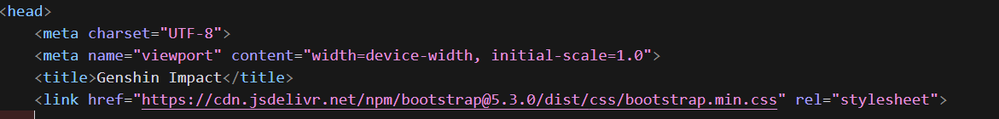 <head>
<meta charset="UTF-8">
<meta name="viewport" content="width=device-width, initial-scale=1.0">
<title>Genshin Impact</title>
<link href="https://cdn.jsdelivr.net/npm/bootstrap@5.3.0/dist/css/bootstrap.min.css" rel="stylesheet">